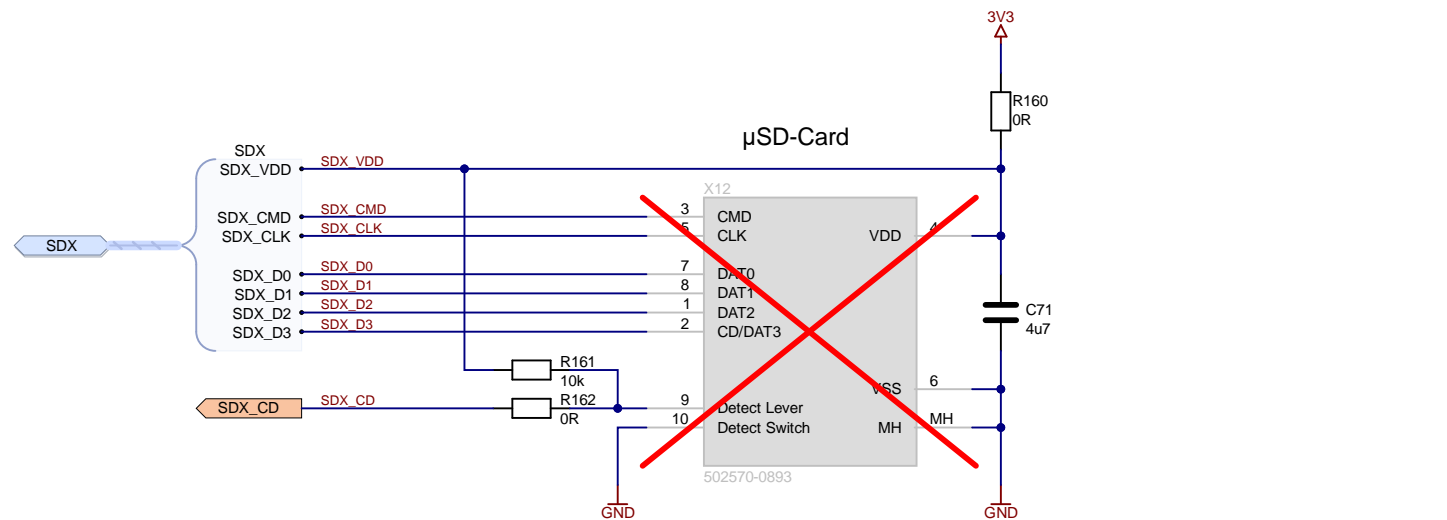 3V3
R160
0R
µSD-Card
SDX
SDX_VDD
SDX_VDD
X12
SDX_CMD
SDX_CMD
3
CMD
SDX_CLK
SDX_CLK
5
CLK
VDD
4
SDX
SDX_D0
SDX_D0
7
DAT0
SDX_D1
SDX_D1
8
DAT1
SDX_D2
SDX_D2
1
DAT2
SDX_D3
SDX_D3
2
CD/DAT3
C71
4u7
R161
10k
VSS
6
SDX_CD
SDX_CD
R162
0R
9
Detect Lever
10
Detect Switch
MH
MH
502570-0893
GND
GND